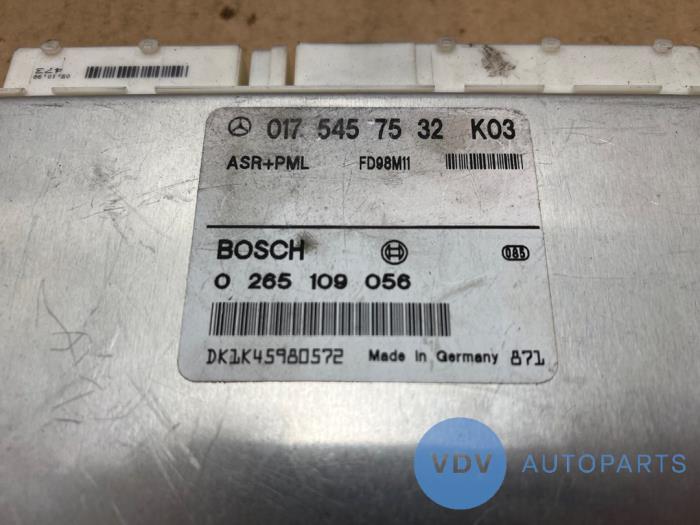 473
017 545 75 32 K03
ASR+PML FD98M11
BOSCH
085
0 265 109 056
DK1K45980572 Made in Germany 871
VDV AUTOPARTS